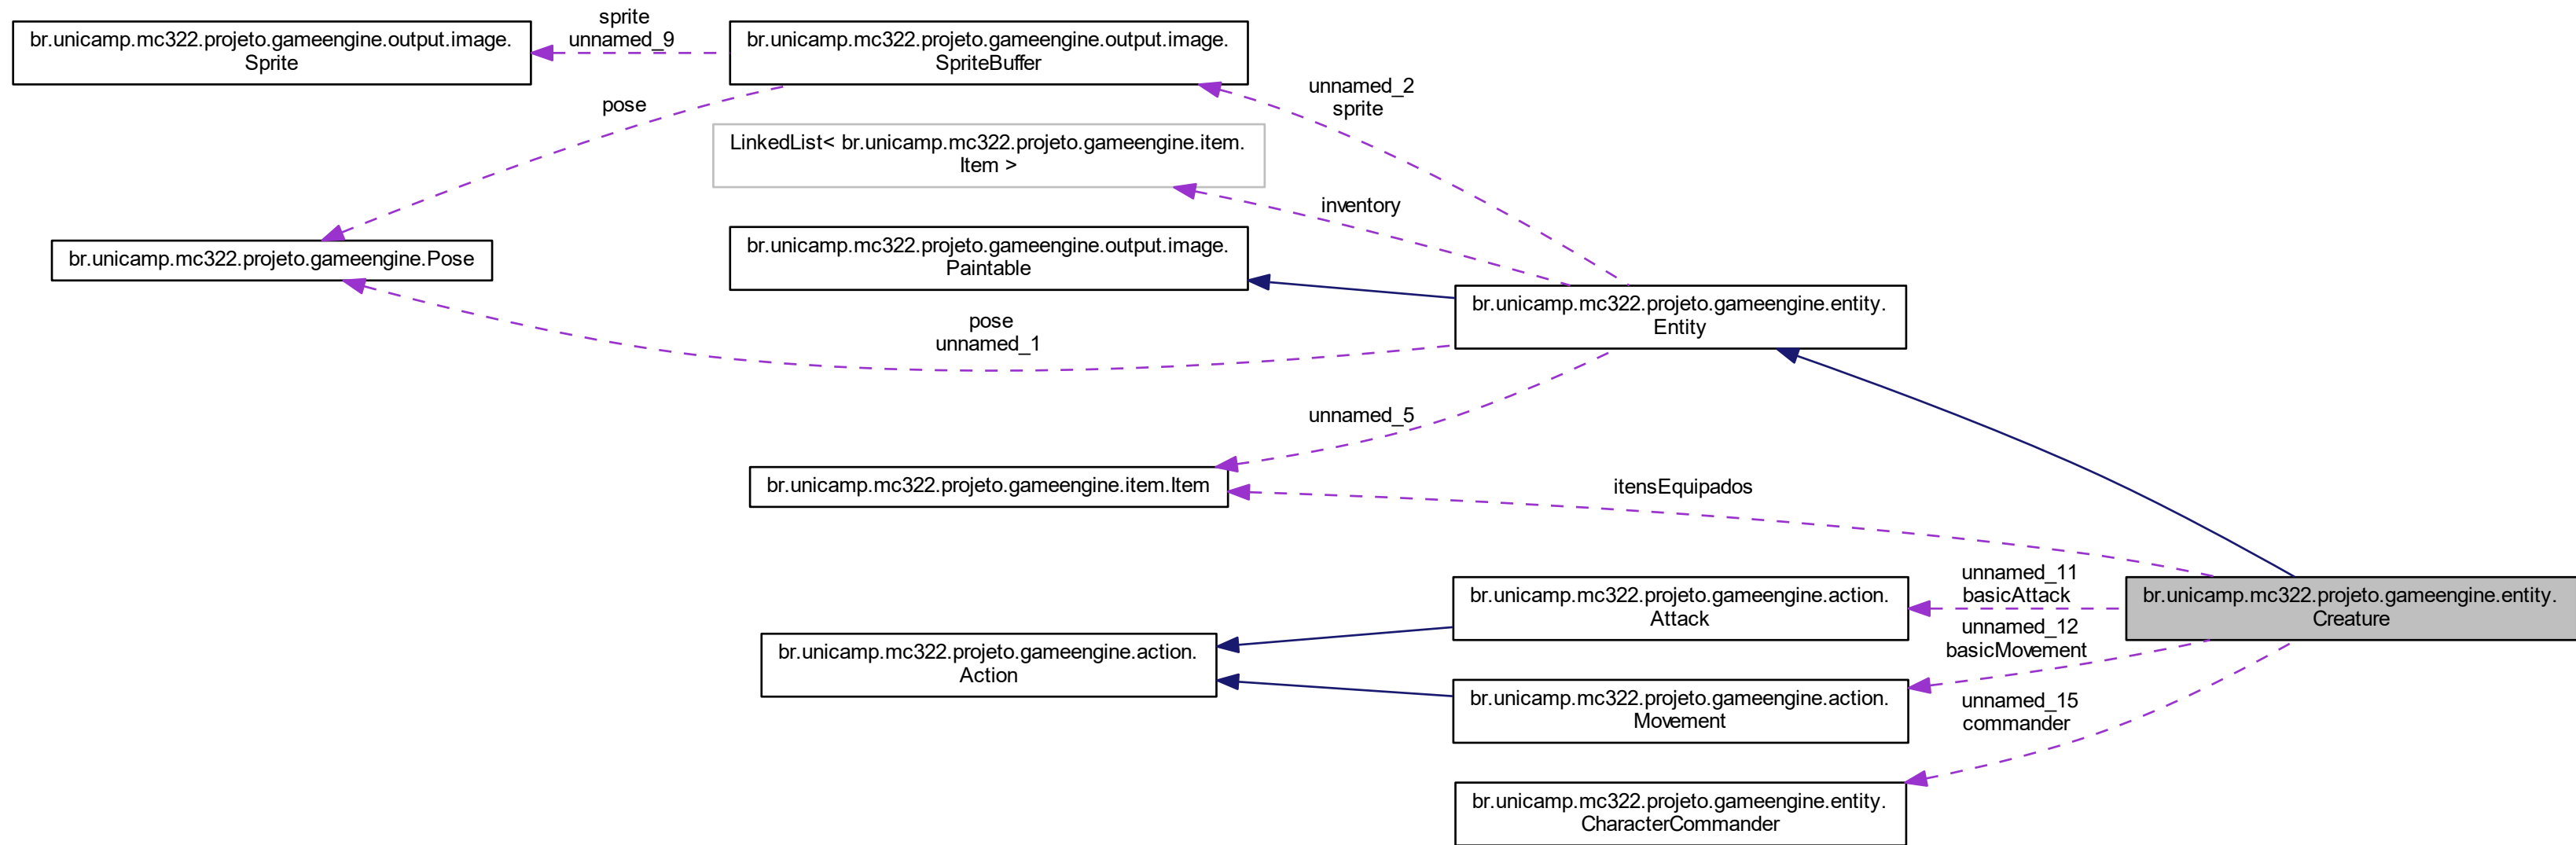 sprite
unnamed_9
br.unicamp.mc322.projeto.gameengine.output.image.
Sprite
br.unicamp.mc322.projeto.gameengine.output.image.
SpriteBuffer
unnamed_2
sprite
pose
LinkedList< br.unicamp.mc322.projeto.gameengine.item.
Item >
inventory
br.unicamp.mc322.projeto.gameengine.Pose
br.unicamp.mc322.projeto.gameengine.output.image.
Paintable
br.unicamp.mc322.projeto.gameengine.entity.
Entity
pose
unnamed_1
unnamed_5
br.unicamp.mc322.projeto.gameengine.item.Item
itensEquipados
unnamed_11
basicAttack
br.unicamp.mc322.projeto.gameengine.action.
Attack
br.unicamp.mc322.projeto.gameengine.entity.
Creature
unnamed_12
basicMovement
br.unicamp.mc322.projeto.gameengine.action.
Action
br.unicamp.mc322.projeto.gameengine.action.
Movement
unnamed_15
commander
br.unicamp.mc322.projeto.gameengine.entity.
CharacterCommander